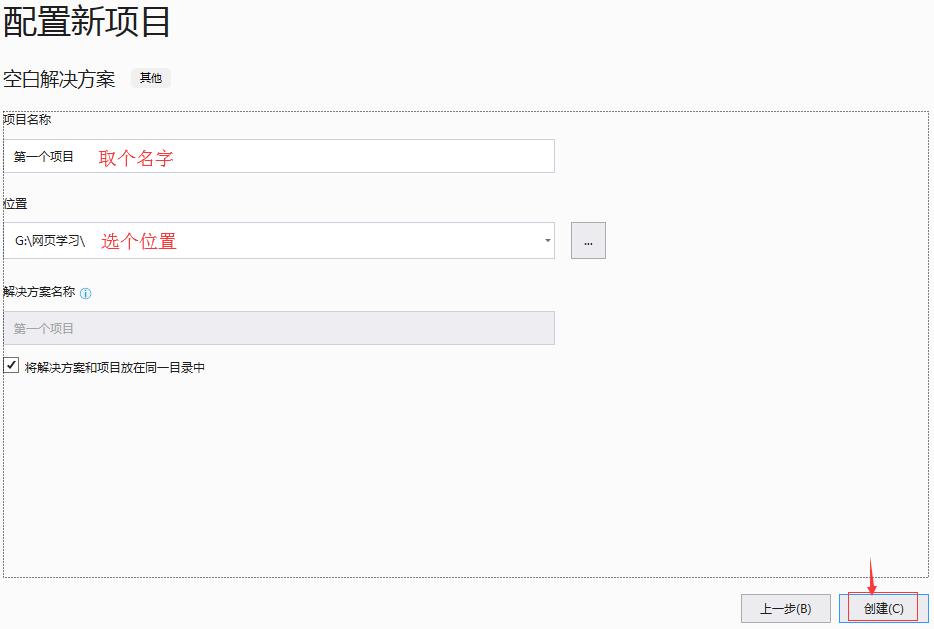 配置新项目
空白解决方案 其他
项目名称
第一个项目 取个名字
位置
G:\网页学习\ 选个位置
...
解决方案名称
第一个项目
将解决方案和项目放在同一目录中
上一步(B) 创建(C)